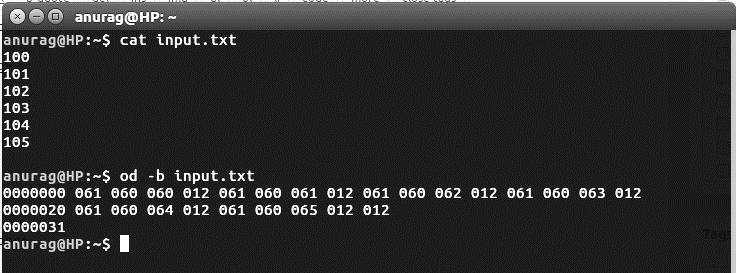 anurag@HP: ~
anurag@HP:~$ cat input.txt
100
101
102
103
104
105
anurag@HP:~$ od -b input.txt
0000000 061 060 060 012 061 060 061 012 061 060 062 012 061 060 063 012
0000020 061 060 064 012 061 060 065 012 012
0000031
anurag@HP:~$
Tags